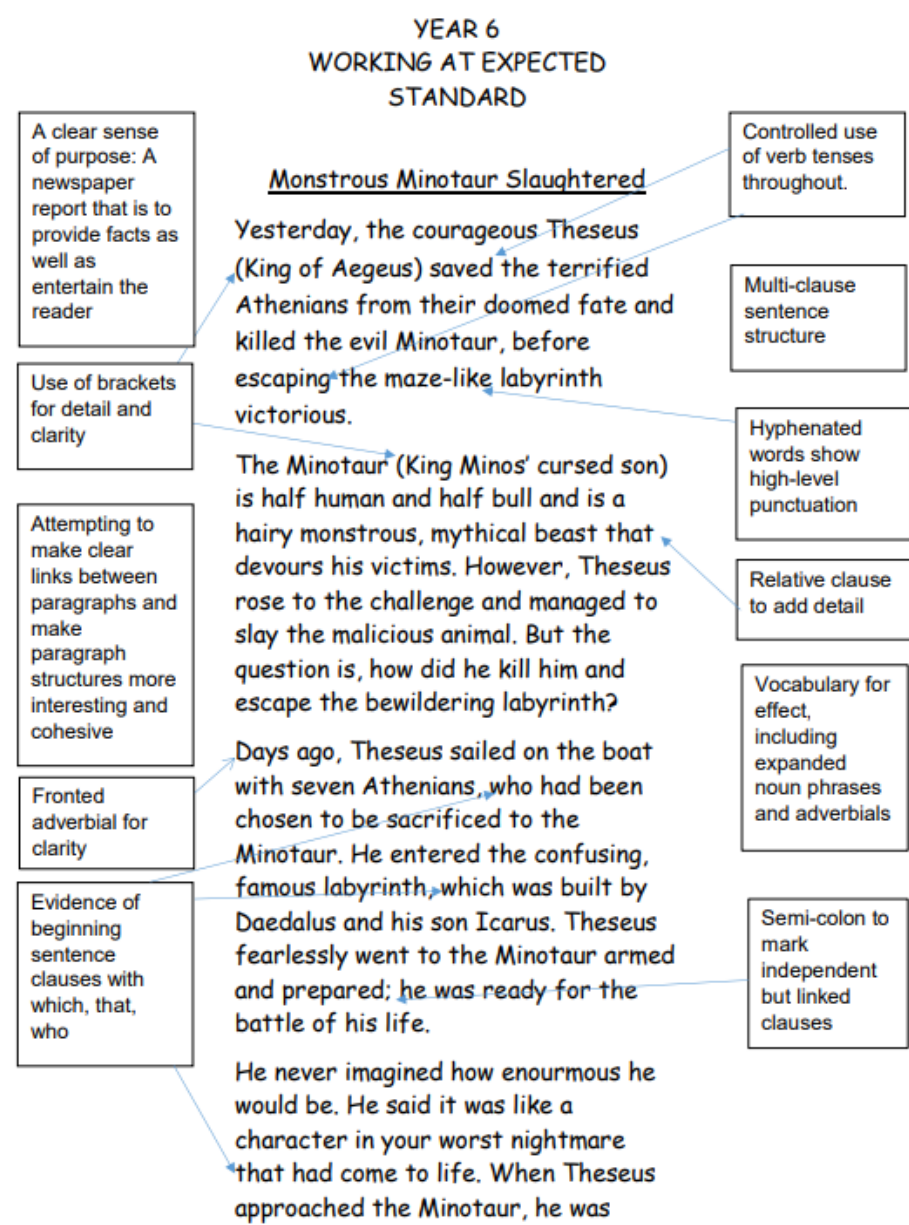 YEAR 6
WORKING AT EXPECTED
STANDARD
A clear sense
of purpose: A
newspaper
report that is to
provide facts as
well as
entertain the
reader
Use of brackets
for detail and
clarity
Attempting to
make clear
links between
paragraphs and
make
paragraph
structures more
interesting and
cohesive
Fronted
adverbial for
clarity
Evidence of
beginning
sentence
clauses with
which, that,
who
Monstrous Minotaur Slaughtered
Yesterday, the courageous Theseus
(King of Aegeus) saved the terrified
Athenians from their doomed fate and
killed the evil Minotaur, before
escaping the maze-like labyrinth
victorious.
The Minotaur (King Minos’ cursed son)
is half human and half bull and is a
hairy monstrous, mythical beast that
devours his victims. However, Theseus
rose to the challenge and managed to
slay the malicious animal. But the
question is, how did he kill him and
escape the bewildering labyrinth?
Days ago, Theseus sailed on the boat
with seven Athenians, who had been
chosen to be sacrificed to the
Minotaur. He entered the confusing,
famous labyrinth, which was built by
Daedalus and his son Icarus. Theseus
fearlessly went to the Minotaur armed
and prepared; he was ready for the
battle of his life.
He never imagined how enourmous he
would be. He said it was like a
character in your worst nightmare
that had come to life. When Theseus
approached the Minotaur, he was
Controlled use
of verb tenses
throughout.
Multi-clause
sentence
structure
Hyphenated
words show
high-level
punctuation
Relative clause
to add detail
Vocabulary for
effect,
including
expanded
noun phrases
and adverbials
Semi-colon to
mark
independent
but linked
clauses